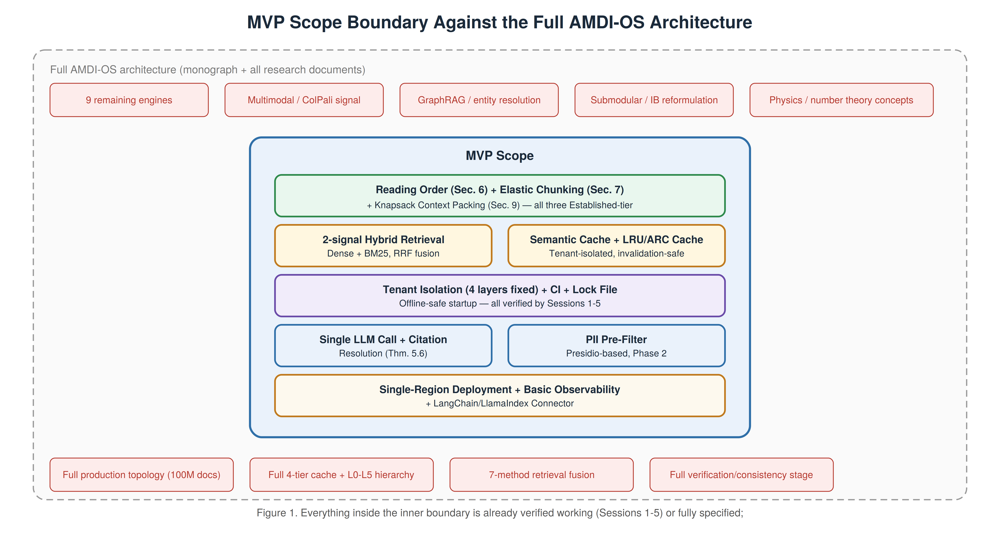 MVP Scope Boundary Against the Full AMDI-OS Architecture
Full AMDI-OS architecture (monograph + all research documents)
9 remaining engines
Multimodal / ColPali signal
GraphRAG / entity resolution
Submodular / IB reformulation
Physics / number theory concepts
MVP Scope
Reading Order (Sec. 6) + Elastic Chunking (Sec. 7)
+ Knapsack Context Packing (Sec. 9) — all three Established-tier
2-signal Hybrid Retrieval
Dense + BM25, RRF fusion
Semantic Cache + LRU/ARC Cache
Tenant-isolated, invalidation-safe
Tenant Isolation (4 layers fixed) + CI + Lock File
Offline-safe startup — all verified by Sessions 1-5
Single LLM Call + Citation
Resolution (Thm. 5.6)
PII Pre-Filter
Presidio-based, Phase 2
Single-Region Deployment + Basic Observability
+ LangChain/LlamaIndex Connector
Full production topology (100M docs)
Full 4-tier cache + L0-L5 hierarchy
7-method retrieval fusion
Full verification/consistency stage
Figure 1. Everything inside the inner boundary is already verified working (Sessions 1-5) or fully specified;